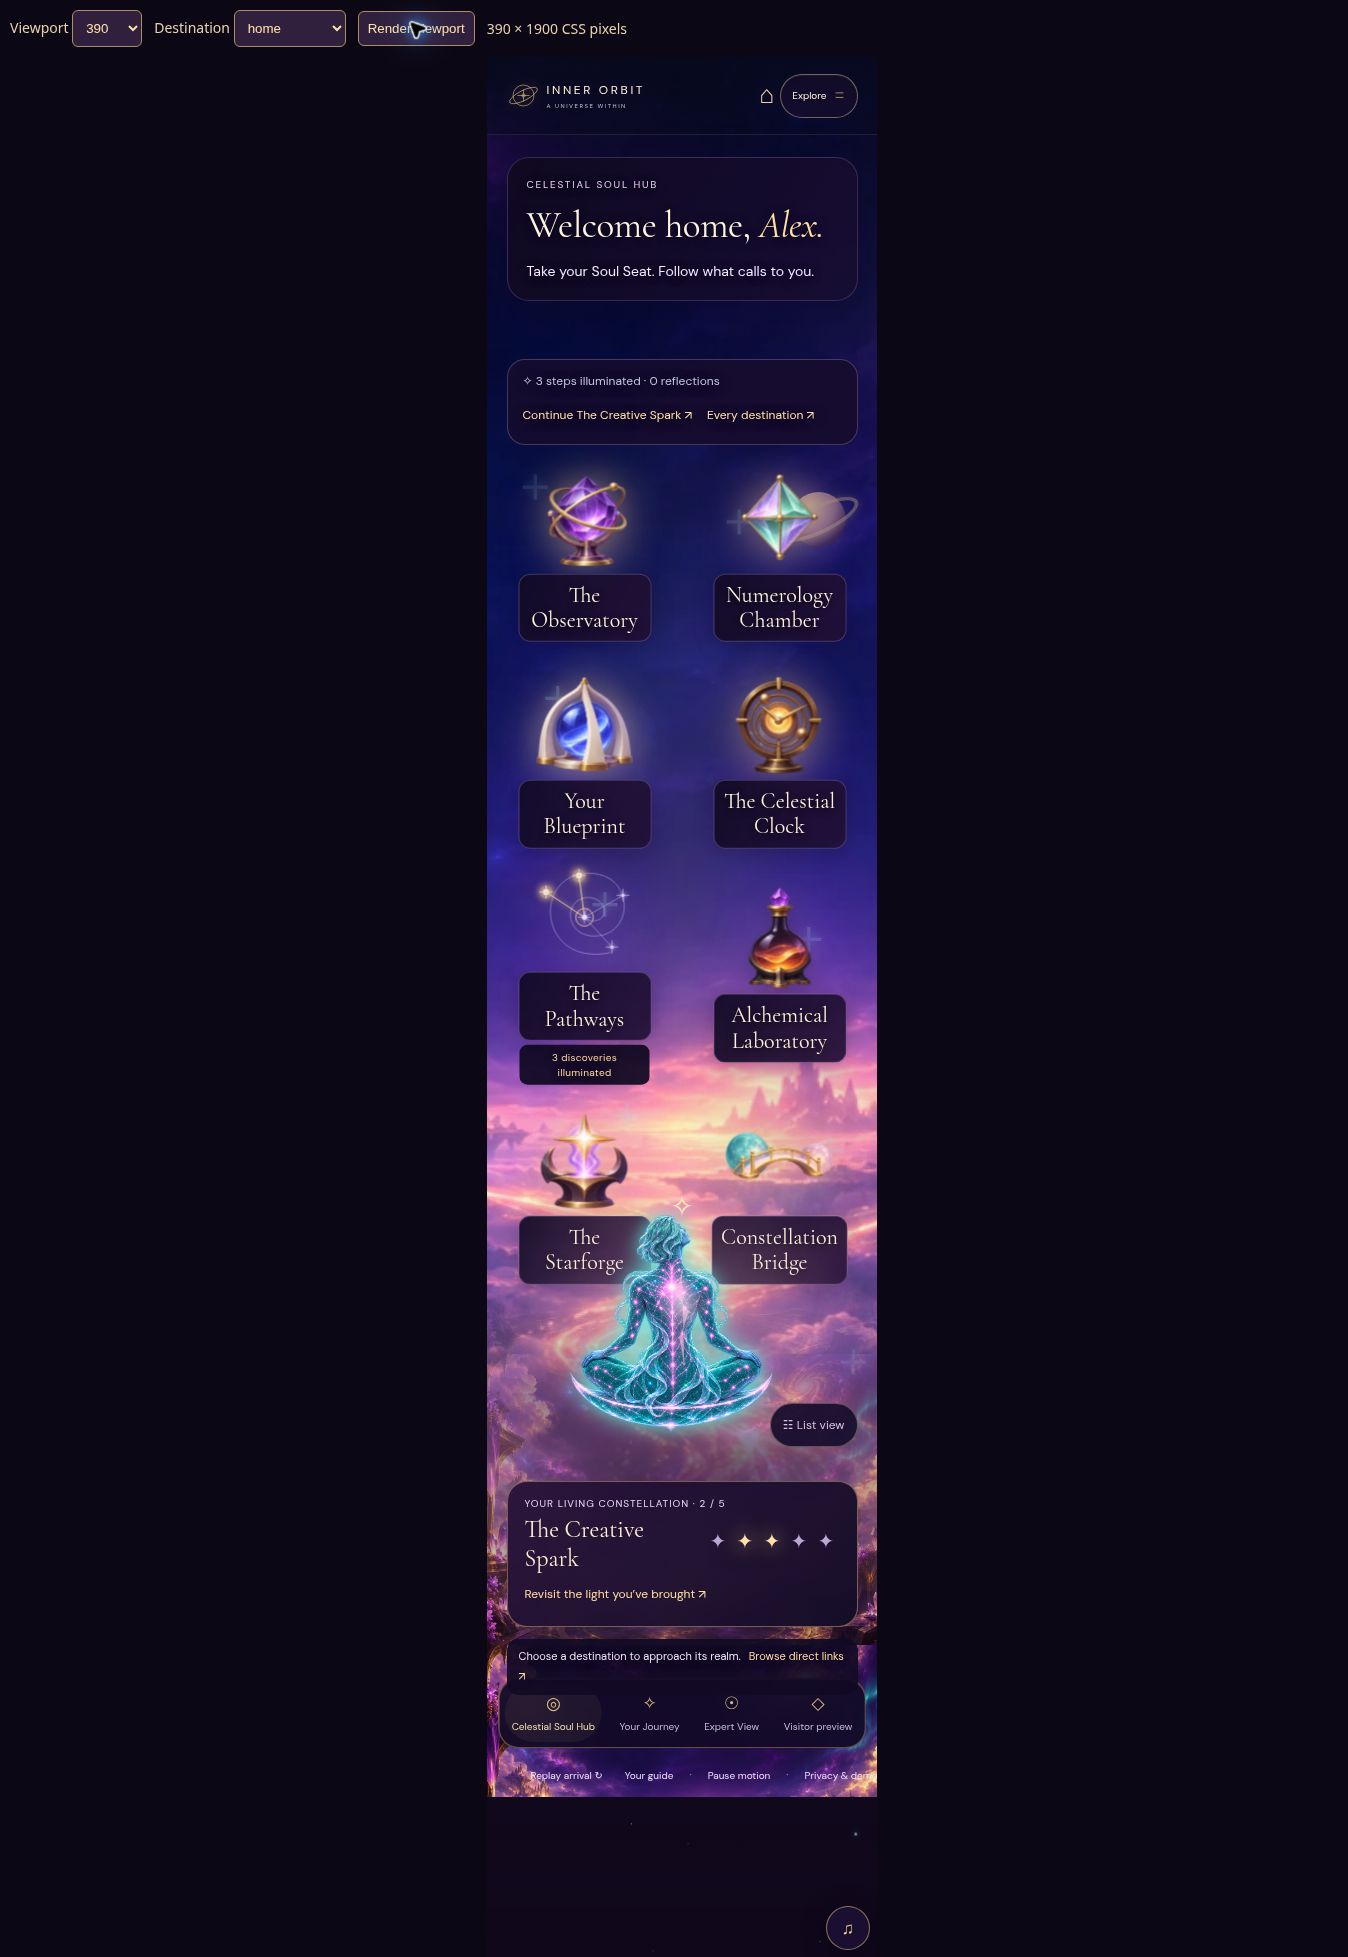 Viewport 390 Destination home Render viewport 390 × 1900 CSS pixels
INNER ORBIT
A UNIVERSE WITHIN
Explore
CELESTIAL SOUL HUB
Welcome home, Alex.
Take your Soul Seat. Follow what calls to you.
✧ 3 steps illuminated · 0 reflections
Continue The Creative Spark ↗ Every destination ↗
The
Observatory
Numerology
Chamber
Your
Blueprint
The Celestial
Clock
The
Pathways
3 discoveries
illuminated
Alchemical
Laboratory
The
Starforge
Constellation
Bridge
List view
YOUR LIVING CONSTELLATION · 2 / 5
The Creative
Spark
Revisit the light you’ve brought ↗
Choose a destination to approach its realm. Browse direct links
↗
Celestial Soul Hub
Your Journey
Expert View
Visitor preview
Replay arrival ↻ Your guide · Pause motion · Privacy &